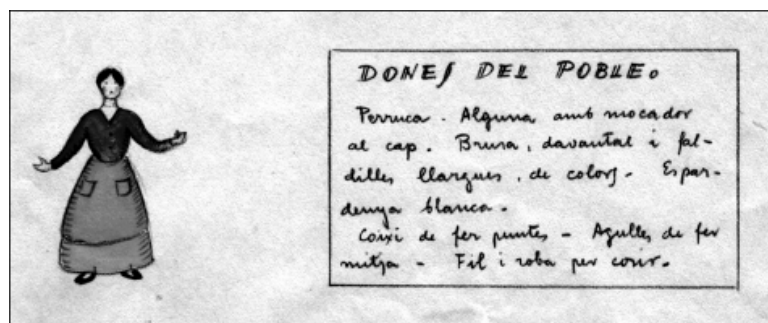 DONES DEL POBLE.
Perruca. Alguna amb mocador
al cap. Brusa, davantal i fal-
dilles llargues, de colors. Espar-
denya blanca.
Coixí de fer puntes - Agulles de fer
mitja - Fil i roba per cosir.